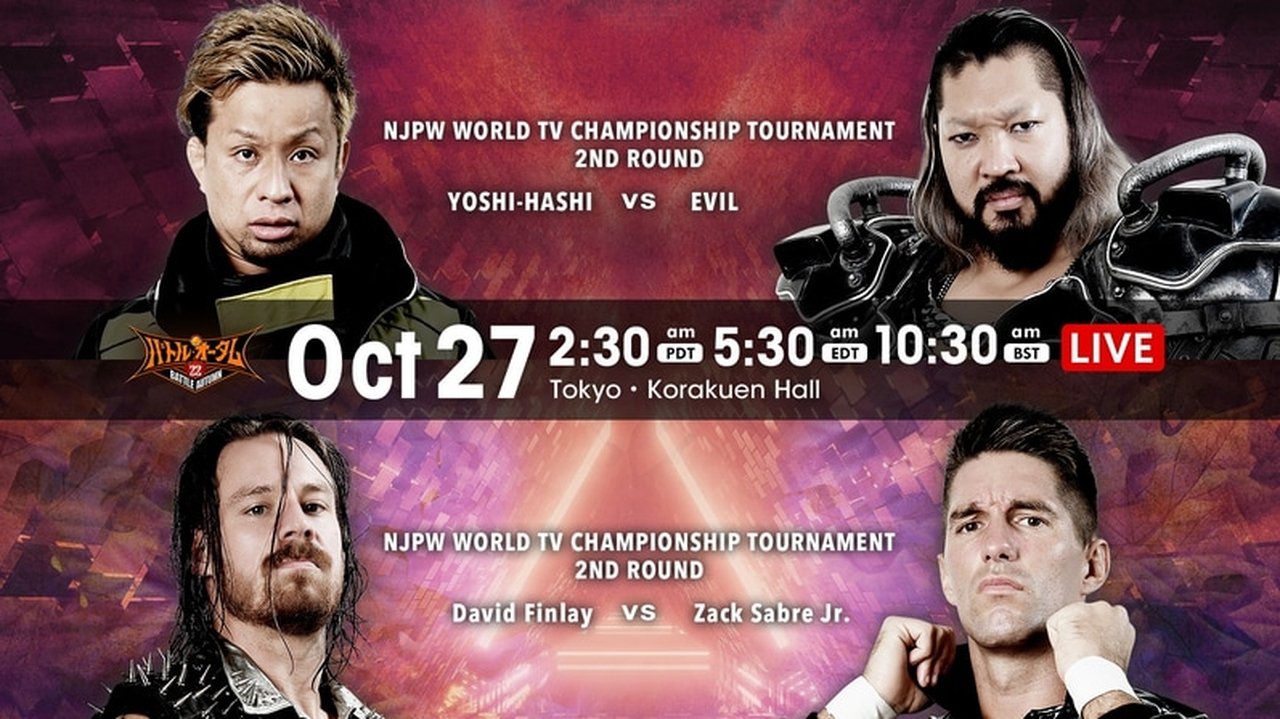 NJPW WORLD TV CHAMPIONSHIP TOURNAMENT
2ND ROUND
YOSHI-HASHI VS EVIL
バトル・オータム
22
BATTLE AUTUMN
Oct 27 2:30 am PDT 5:30 am EDT 10:30 am BST LIVE
Tokyo・Korakuen Hall
NJPW WORLD TV CHAMPIONSHIP TOURNAMENT
2ND ROUND
David Finlay VS Zack Sabre Jr.